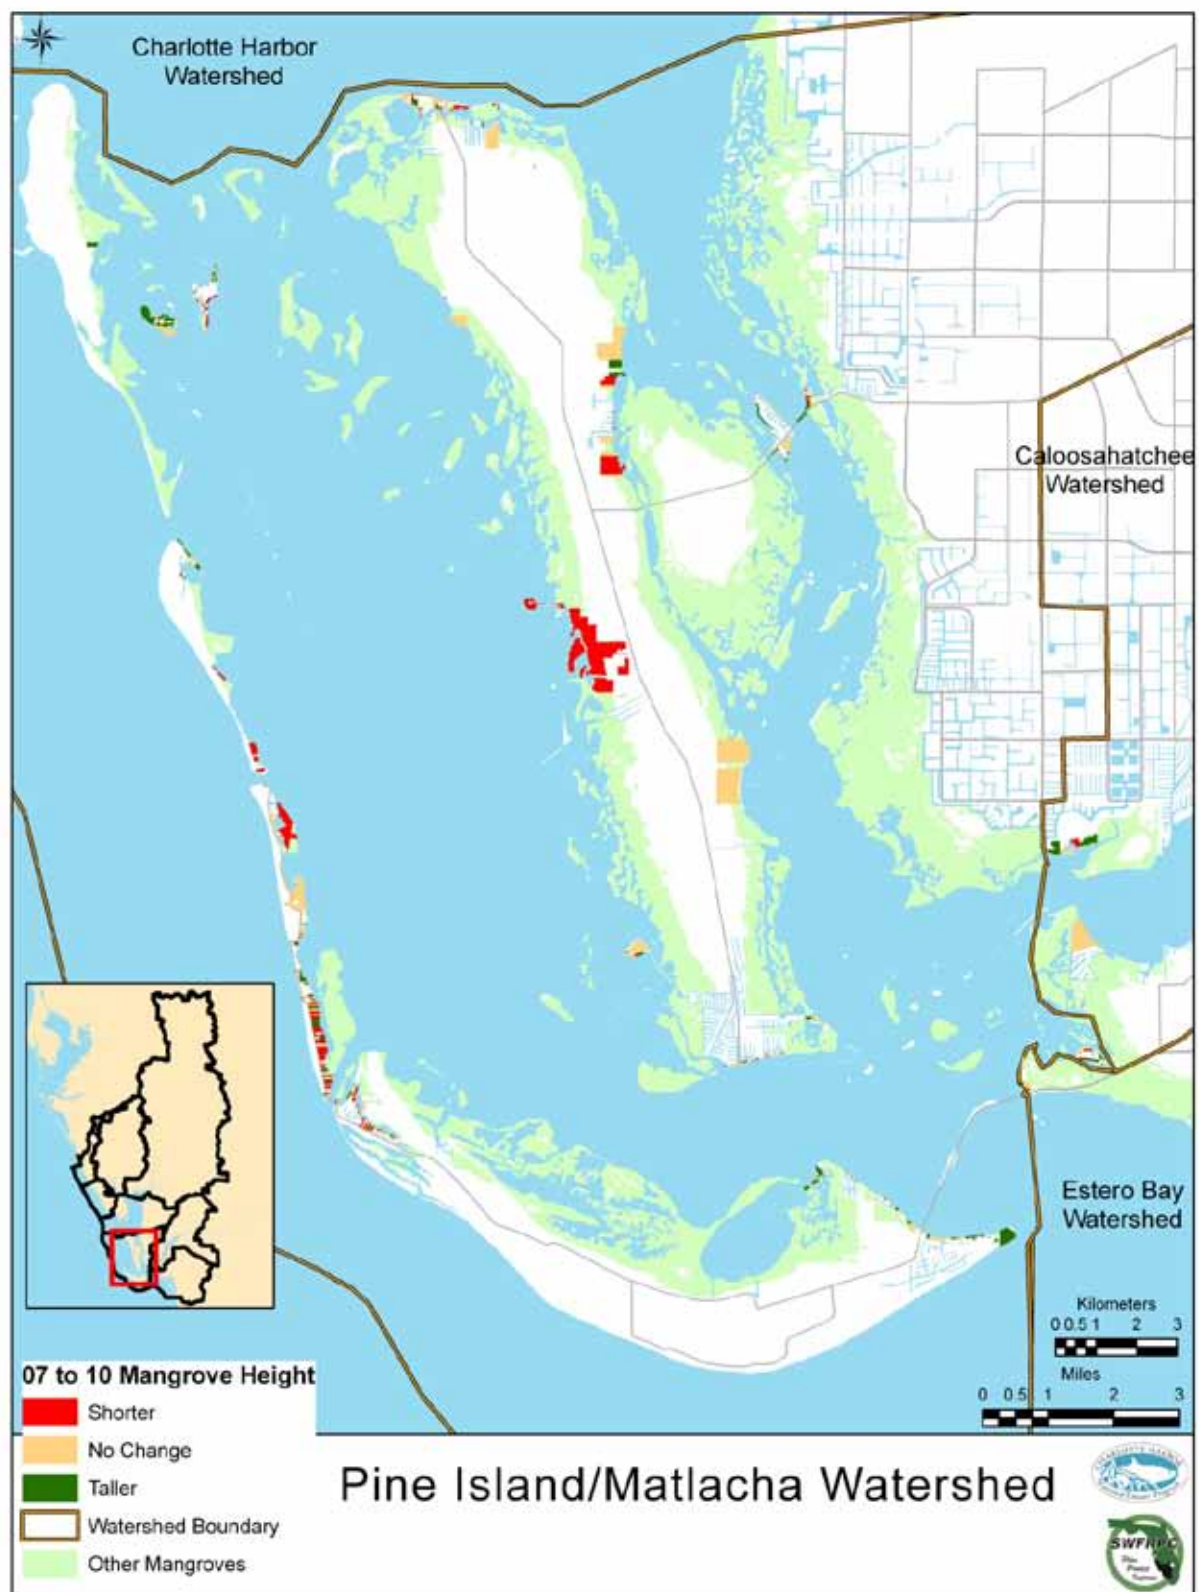 Charlotte Harbor
Watershed
Caloosahatchee
Watershed
Estero Bay
Watershed
Kilometers
0 0.5 1 2 3
Miles
0 0.5 1 2 3
07 to 10 Mangrove Height
Shorter
No Change
Taller
Watershed Boundary
Other Mangroves
Pine Island/Matlacha Watershed
CHARLOTTE HARBOR
SWFRPC